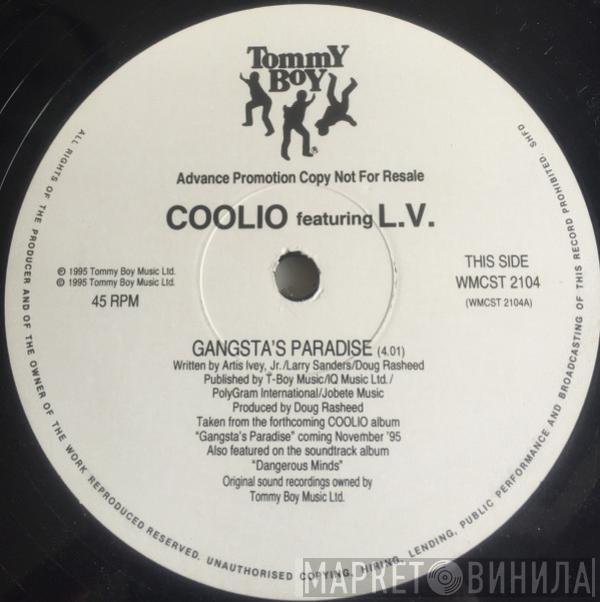 Tommy
Boy
®
Advance Promotion Copy Not For Resale
COOLIO featuring L.V.
℗ 1995 Tommy Boy Music Ltd.
© 1995 Tommy Boy Music Ltd.
45 RPM
THIS SIDE
WMCST 2104
(WMCST 2104A)
GANGSTA'S PARADISE (4.01)
Written by Artis Ivey, Jr./Larry Sanders/Doug Rasheed
Published by T-Boy Music/IQ Music Ltd./
PolyGram International/Jobete Music
Produced by Doug Rasheed
Taken from the forthcoming COOLIO album
"Gangsta's Paradise" coming November '95
Also featured on the soundtrack album
"Dangerous Minds"
Original sound recordings owned by
Tommy Boy Music Ltd.
ALL RIGHTS OF THE PRODUCER AND OF THE OWNER OF THE WORK REPRODUCED RESERVED. UNAUTHORISED COPYING, HIRING, LENDING, PUBLIC PERFORMANCE AND BROADCASTING OF THIS RECORD PROHIBITED. SHFD
МАРКЕТ ВИНИЛА